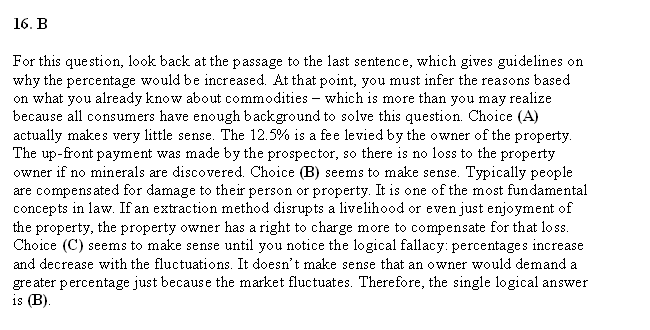 16. B
For this question, look back at the passage to the last sentence, which gives guidelines on
why the percentage would be increased. At that point, you must infer the reasons based
on what you already know about commodities – which is more than you may realize
because all consumers have enough background to solve this question. Choice (A)
actually makes very little sense. The 12.5% is a fee levied by the owner of the property.
The up-front payment was made by the prospector, so there is no loss to the property
owner if no minerals are discovered. Choice (B) seems to make sense. Typically people
are compensated for damage to their person or property. It is one of the most fundamental
concepts in law. If an extraction method disrupts a livelihood or even just enjoyment of
the property, the property owner has a right to charge more to compensate for that loss.
Choice (C) seems to make sense until you notice the logical fallacy: percentages increase
and decrease with the fluctuations. It doesn't make sense that an owner would demand a
greater percentage just because the market fluctuates. Therefore, the single logical answer
is (B).